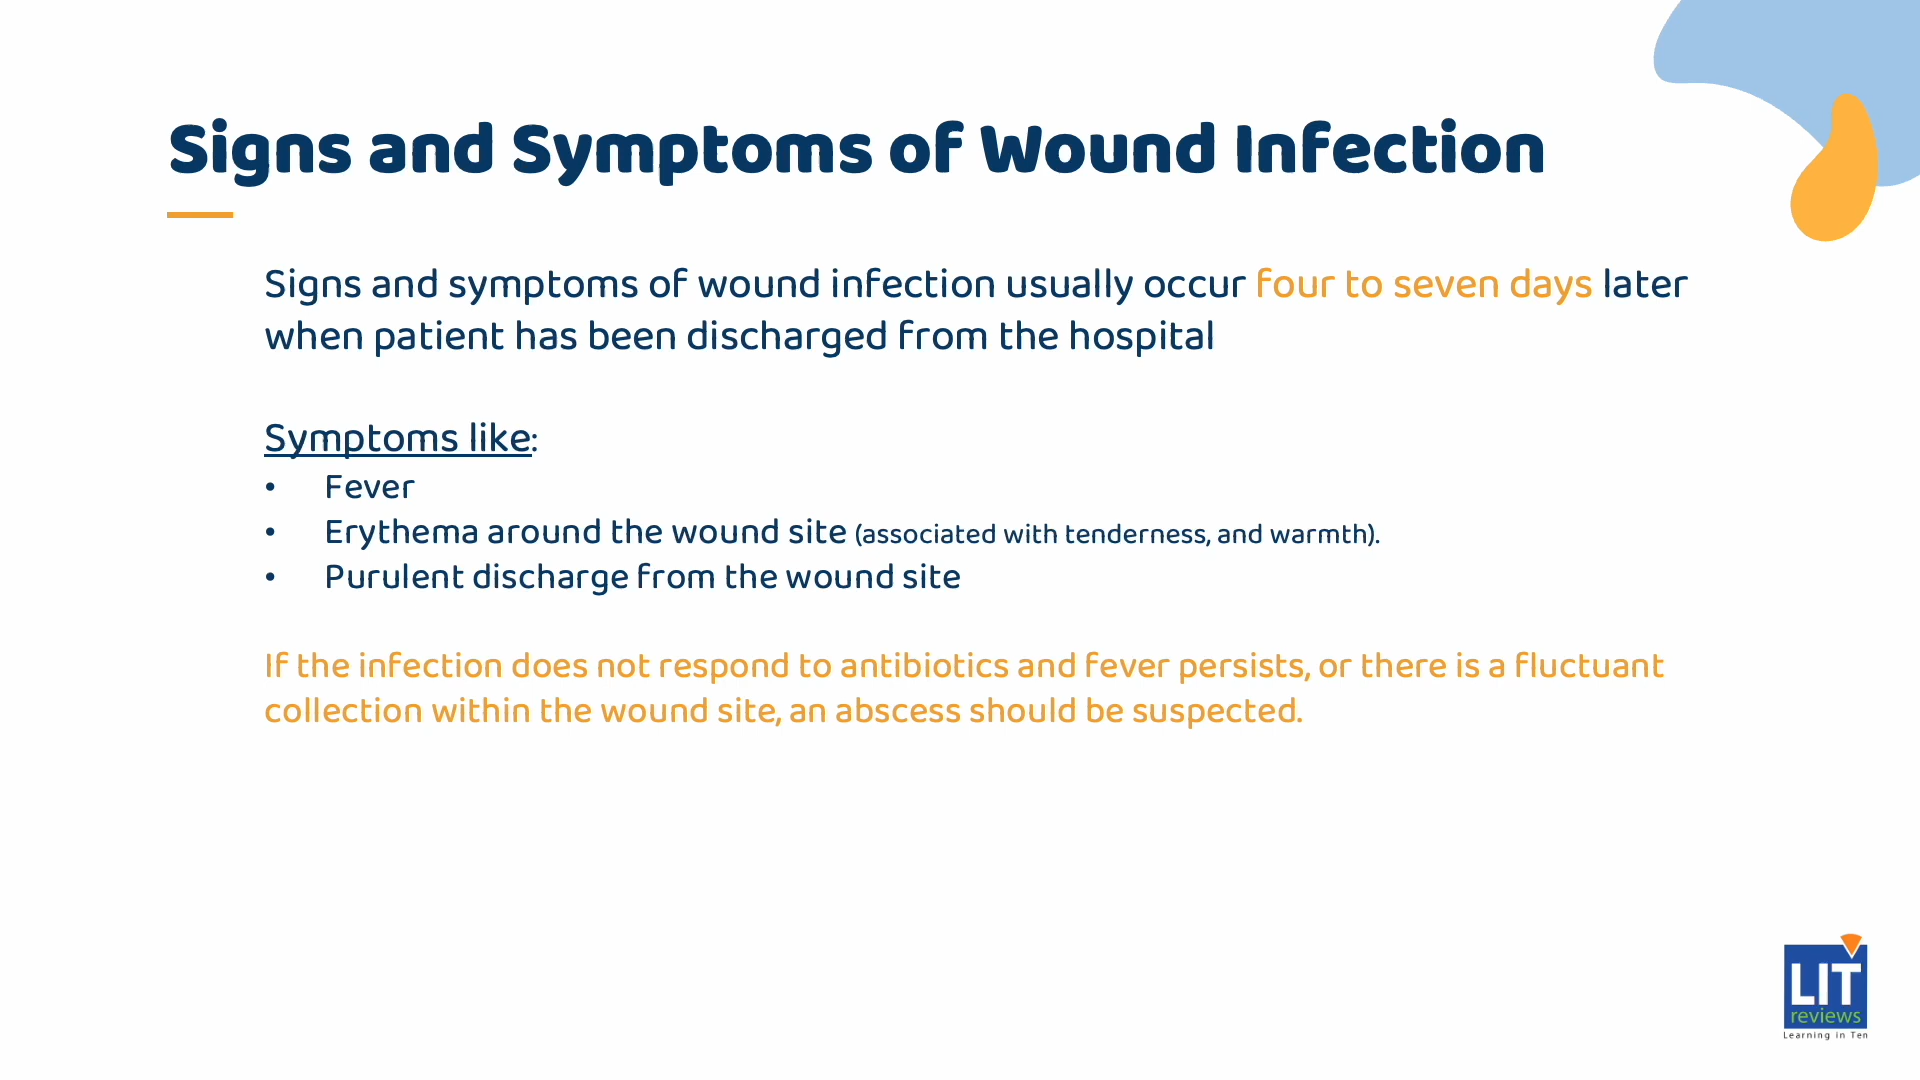 Signs and Symptoms of Wound Infection
Signs and symptoms of wound infection usually occur four to seven days later
when patient has been discharged from the hospital
Symptoms like:
• Fever
• Erythema around the wound site (associated with tenderness, and warmth).
• Purulent discharge from the wound site
If the infection does not respond to antibiotics and fever persists, or there is a fluctuant
collection within the wound site, an abscess should be suspected.
LIT
reviews
Learning in Ten